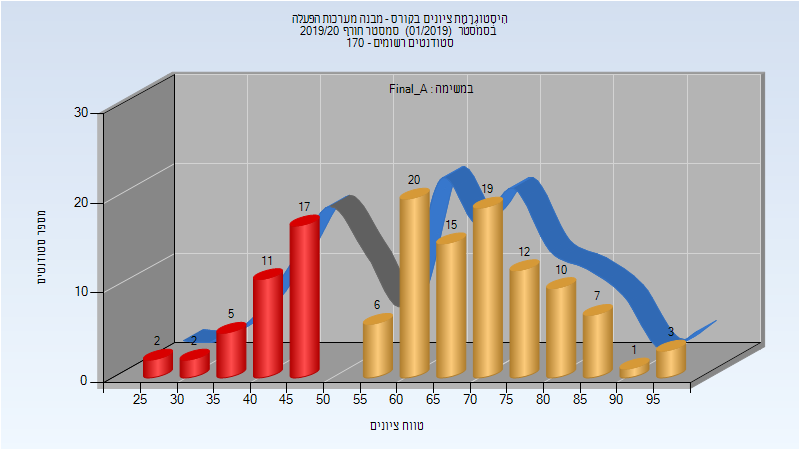 היסטוגרמת ציונים בקורס - מבנה מערכות הפעלה
בסמסטר (01/2019) סמסטר חורף 2019/20
סטודנטים רשומים - 170
במשימה : Final_A
30
20
10
0
מספר סטודנטים
2
2
5
11
17
6
20
15
19
12
10
7
1
3
25 30 35 40 45 50 55 60 65 70 75 80 85 90 95
טווח ציונים